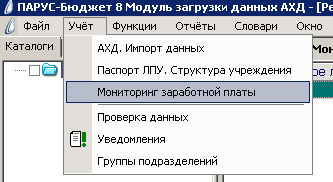 ПАРУС-Бюджет 8 Модуль загрузки данных АХД - [Ре
Файл Учёт Функции Отчёты Словари Окно
Каталоги
АХД. Импорт данных
Паспорт ЛПУ. Структура учреждения
Мониторинг заработной платы
Проверка данных
Уведомления
Группы подразделений